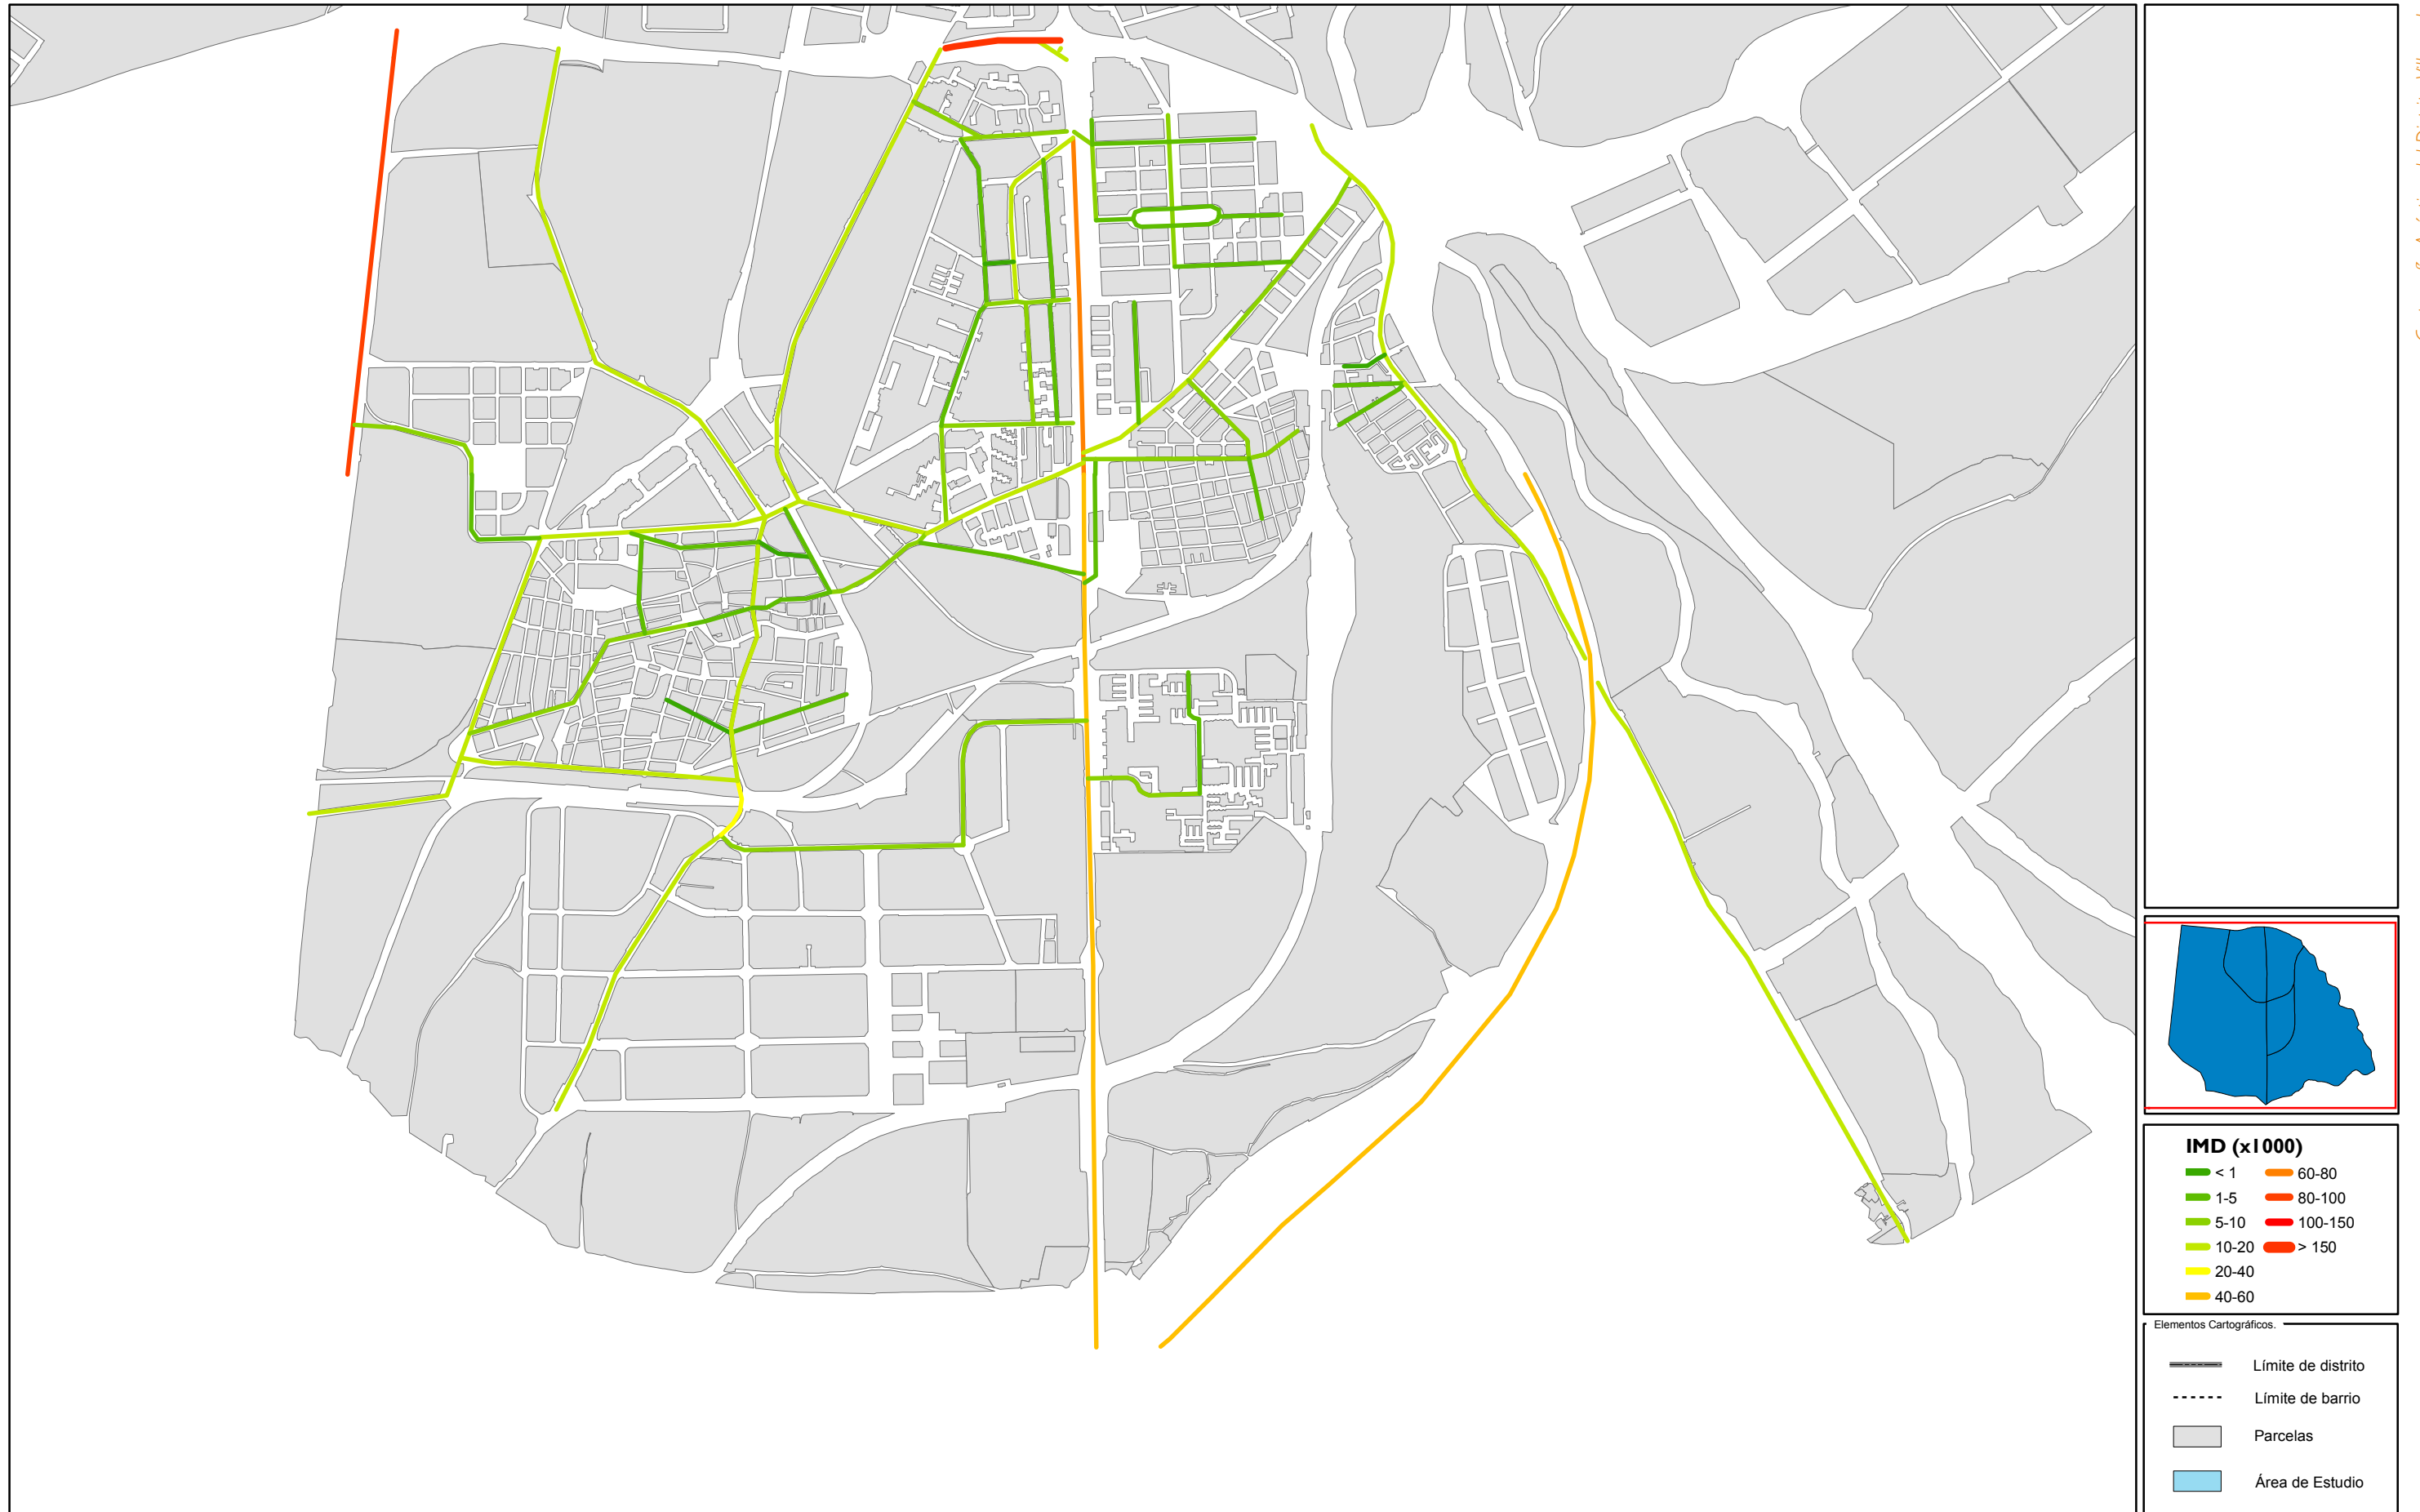 IMD (x1000)
< 1
60-80
1-5
80-100
5-10
100-150
10-20
> 150
20-40
40-60
Elementos Cartográficos.
Límite de distrito
Límite de barrio
Parcelas
Área de Estudio